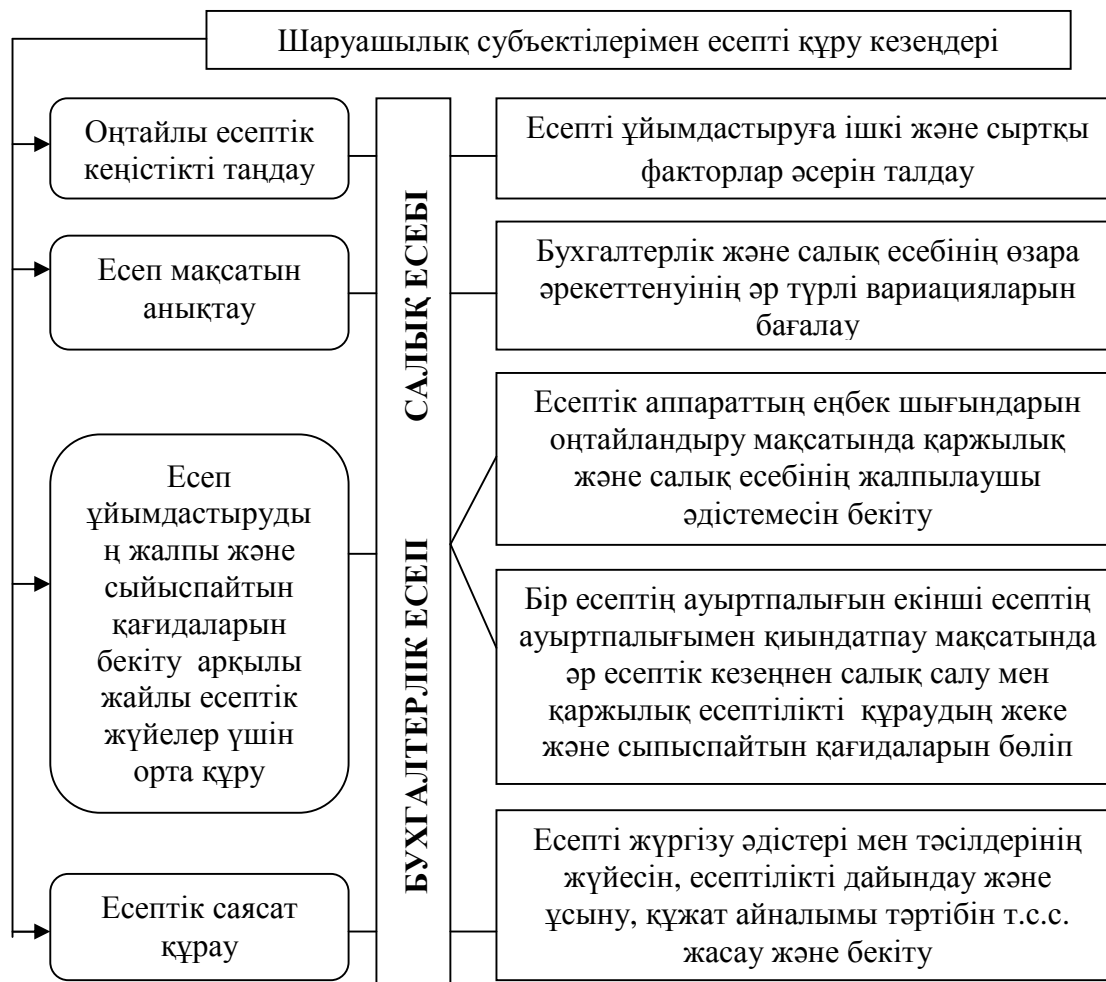 Шаруашылық субъектілерімен есепті құру кезеңдері
Оңтайлы есептік
кеңістікті таңдау
Есепті ұйымдастыруға ішкі және сыртқы
факторлар әсерін талдау
Есеп мақсатын
анықтау
Бухгалтерлік және салық есебінің өзара
әрекеттенуінің әр түрлі вариацияларын
бағалау
БУХГАЛТЕРЛІК ЕСЕП САЛЫҚ ЕСЕБІ
Есеп
ұйымдастыруды
ң жалпы және
сыйыспайтын
қағидаларын
бекіту арқылы
жайлы есептік
жүйелер үшін
орта құру
Есептік аппараттың еңбек шығындарын
оңтайландыру мақсатында қаржылық
және салық есебінің жалпылаушы
әдістемесін бекіту
Бір есептің ауыртпалығын екінші есептің
ауыртпалығымен қиындатпау мақсатында
әр есептік кезеңнен салық салу мен
қаржылық есептілікті құраудың жеке
және сыпыспайтын қағидаларын бөліп
Есептік саясат
құрау
Есепті жүргізу әдістері мен тәсілдерінің
жүйесін, есептілікті дайындау және
ұсыну, құжат айналымы тәртібін т.с.с.
жасау және бекіту